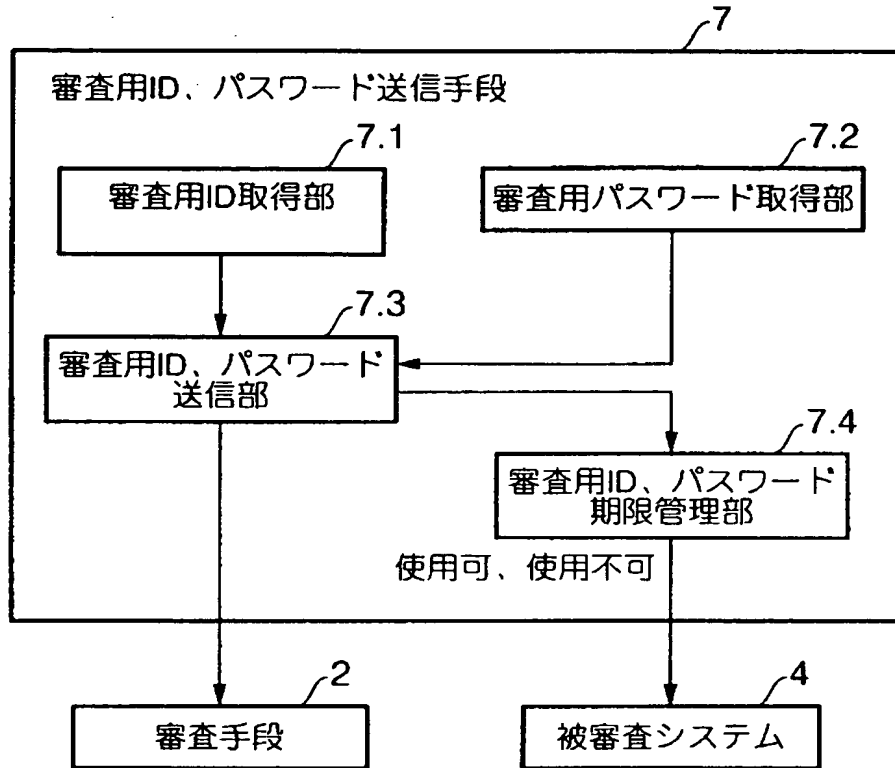 7
審査用ID、パスワード送信手段
7.1
審査用ID取得部
7.2
審査用パスワード取得部
7.3
審査用ID、パスワード
送信部
7.4
審査用ID、パスワード
期限管理部
使用可、使用不可
2
審査手段
4
被審査システム